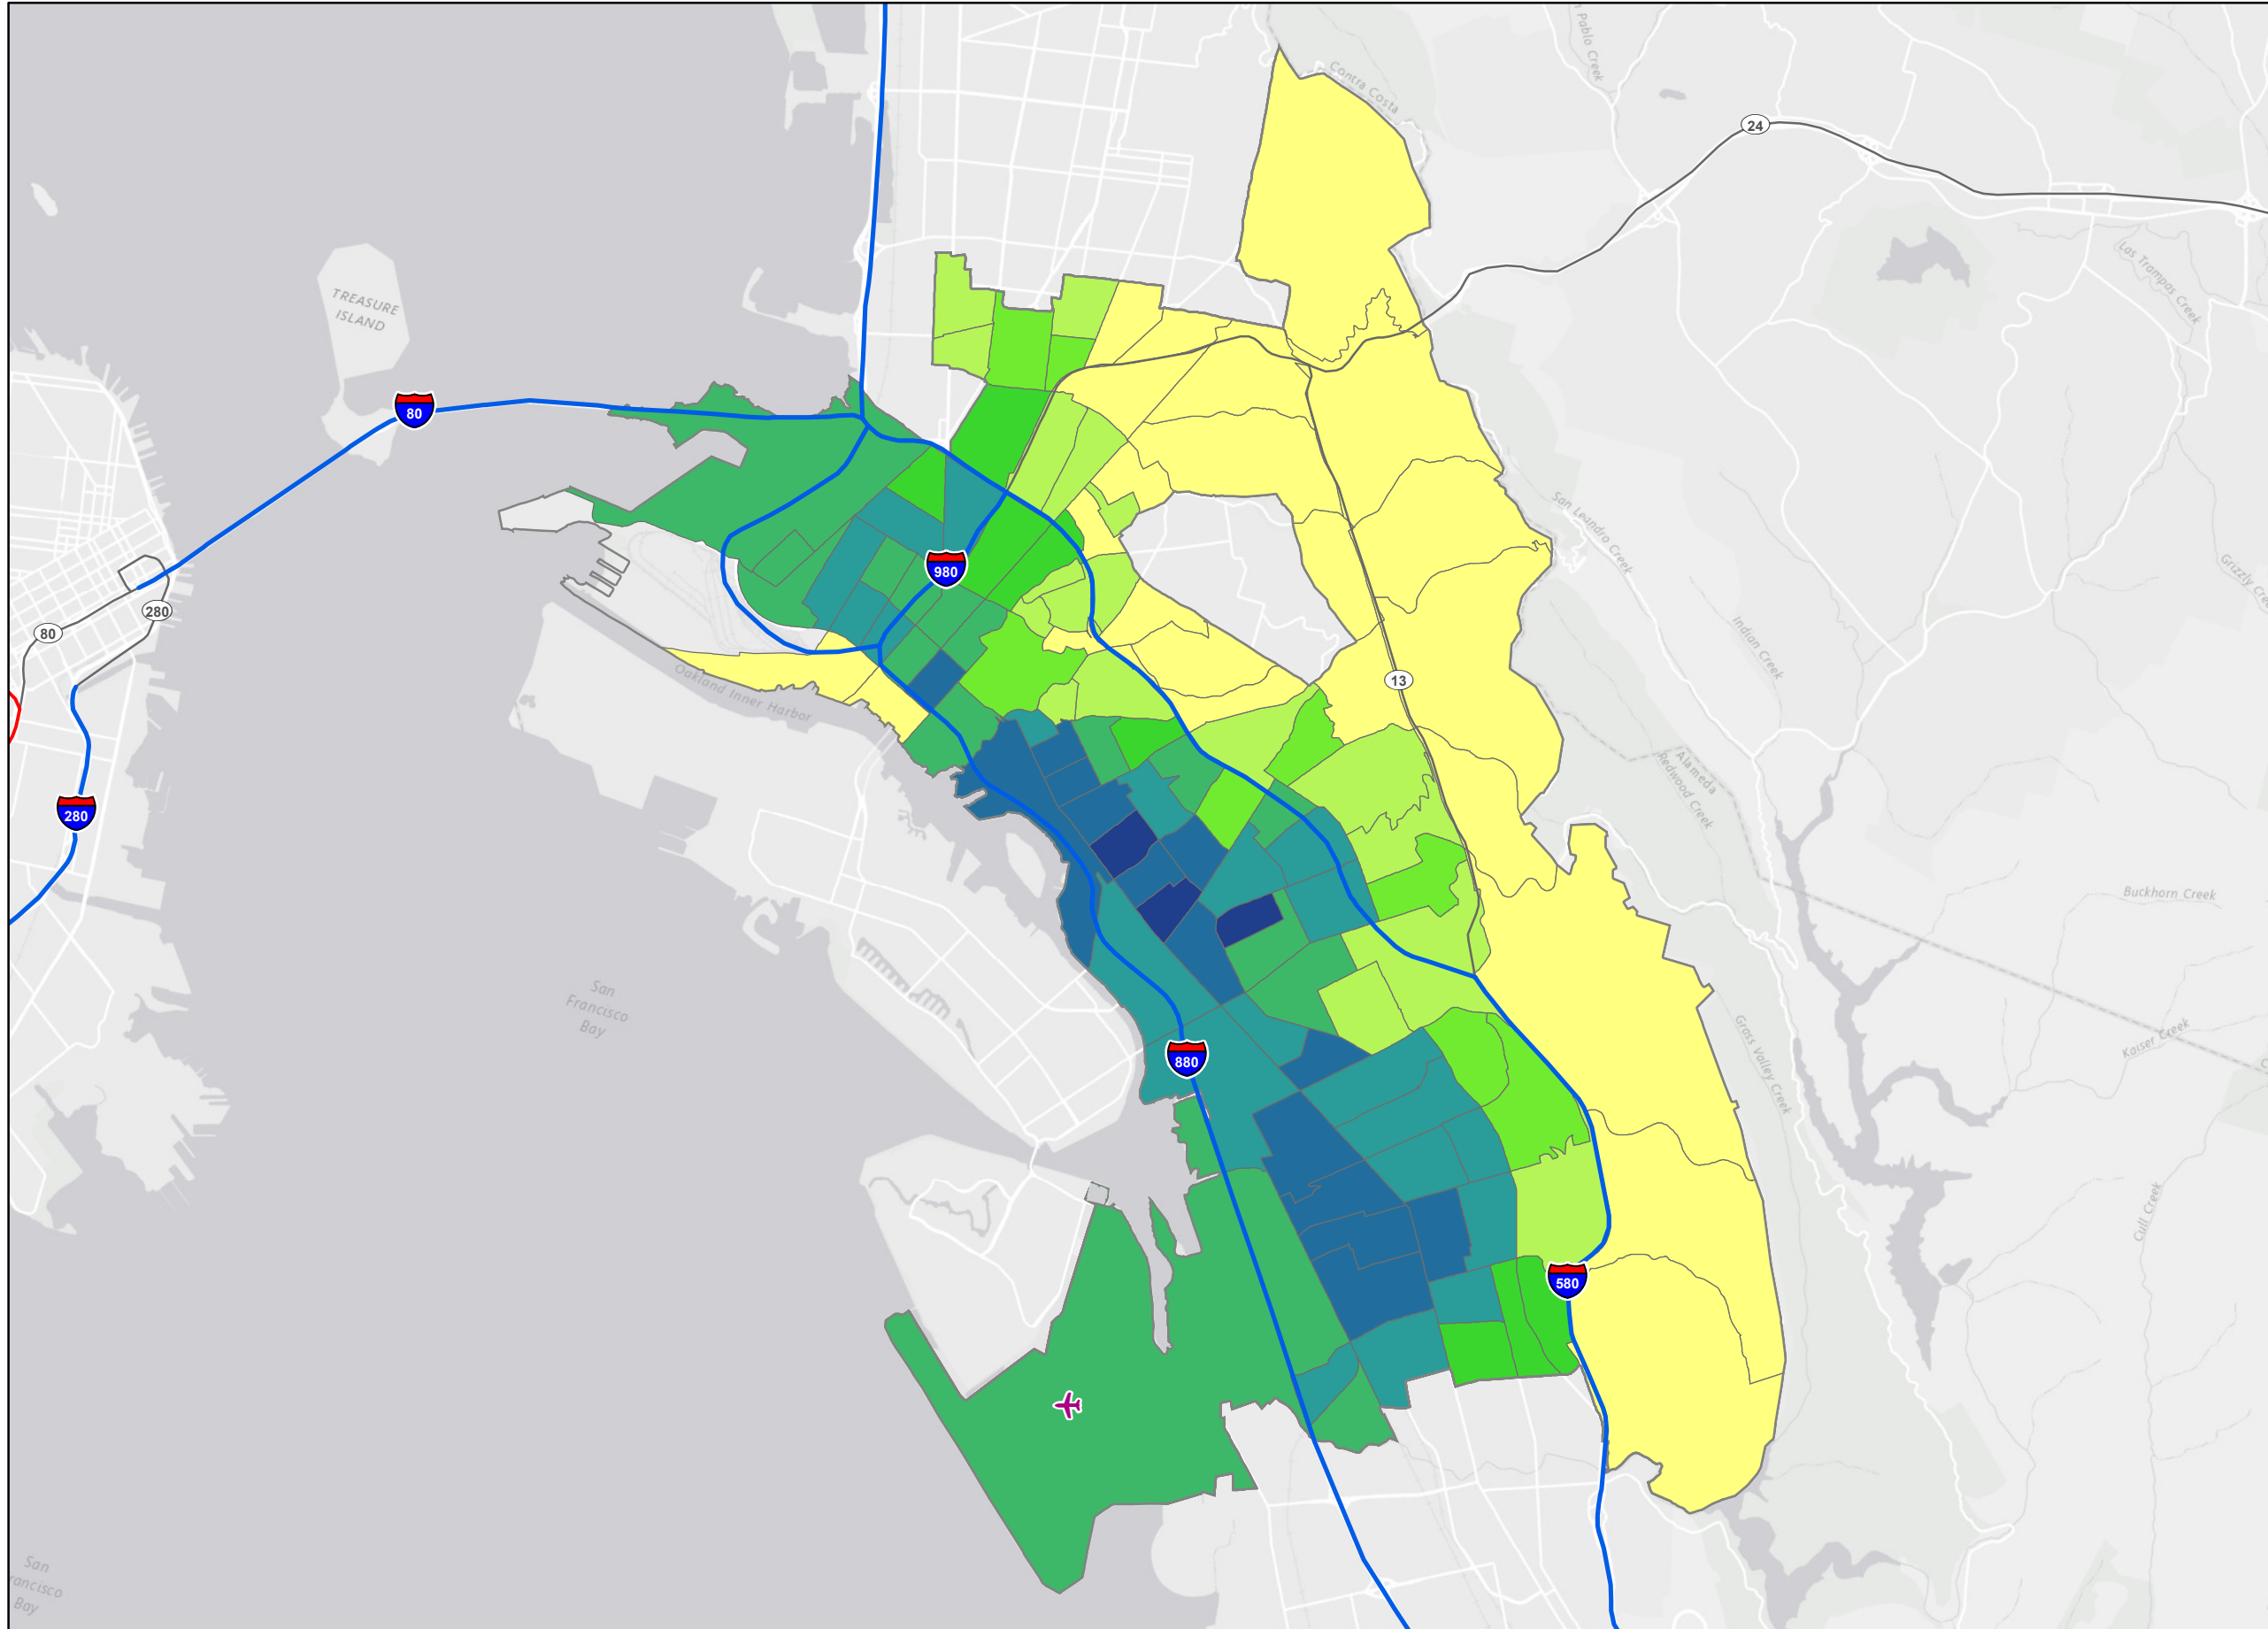 Pablo Creek
Contra Costa
24
Las Trampas Creek
TREASURE
ISLAND
80
San Leandro Creek
980
Grizzly Cre
280
80
Indian Creek
13
Oakland Inner Harbor
Alameda
Redwood Creek
280
Buckhorn Creek
San
Francisco
Bay
Grass Valley Creek
Kaiser Creek
880
Cull Creek
580
San
rancisco
Bay